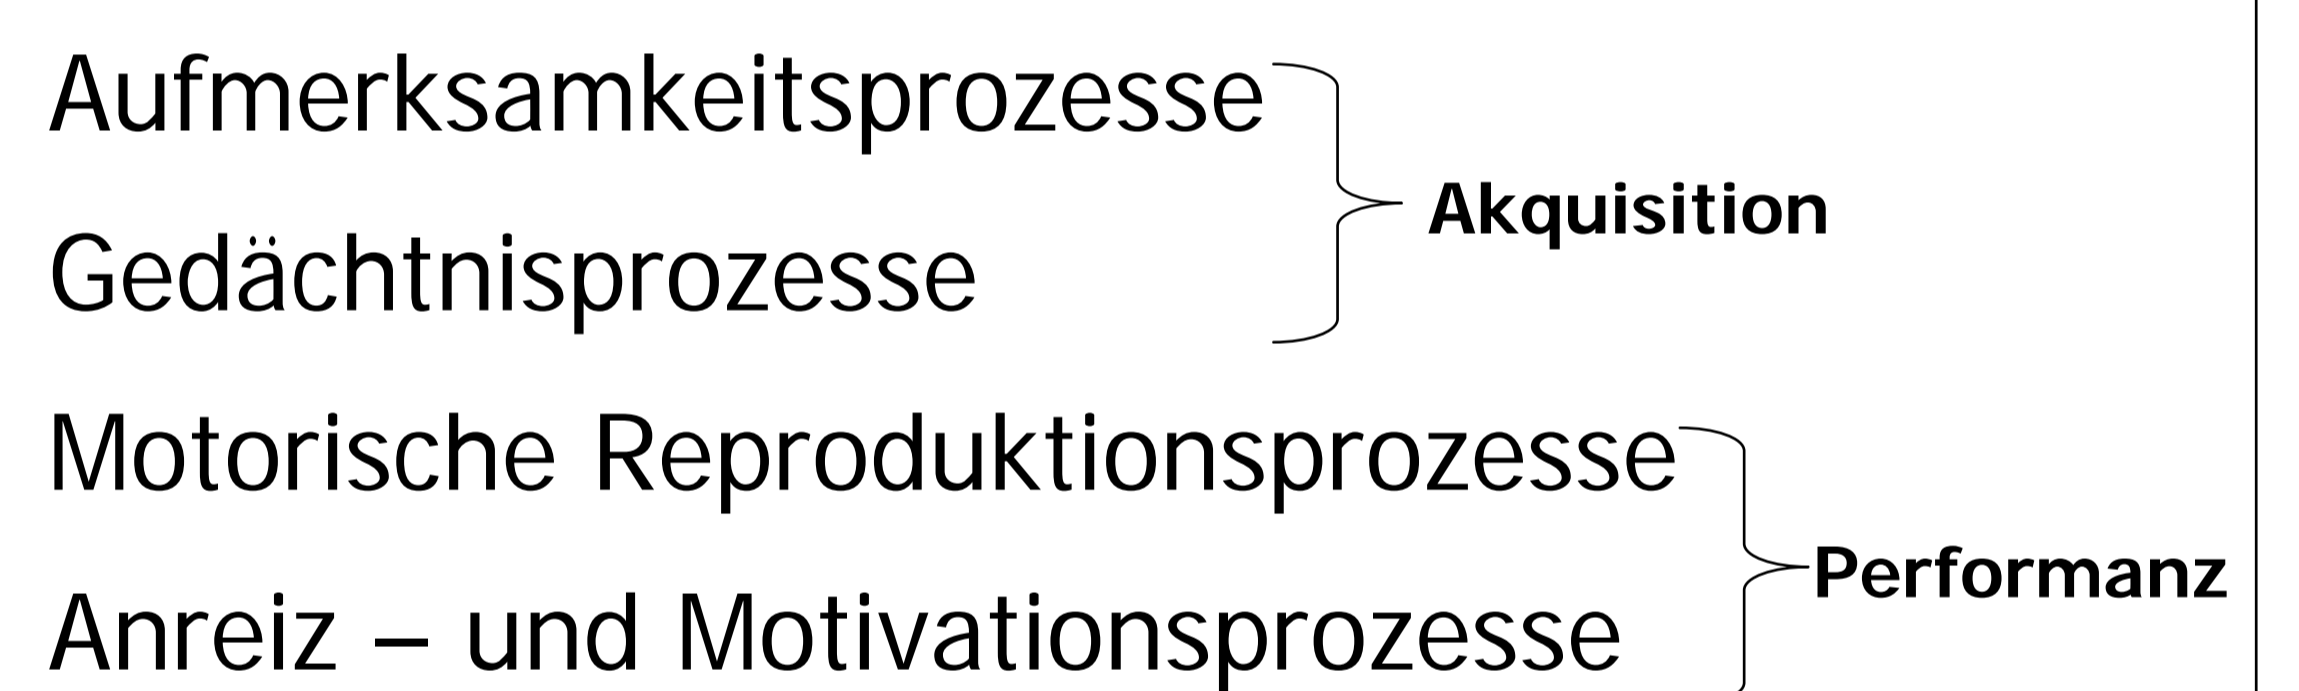 Aufmerksamkeitsprozesse
Akquisition
Gedächtnisprozesse
Motorische Reproduktionsprozesse
Performanz
Anreiz – und Motivationsprozesse